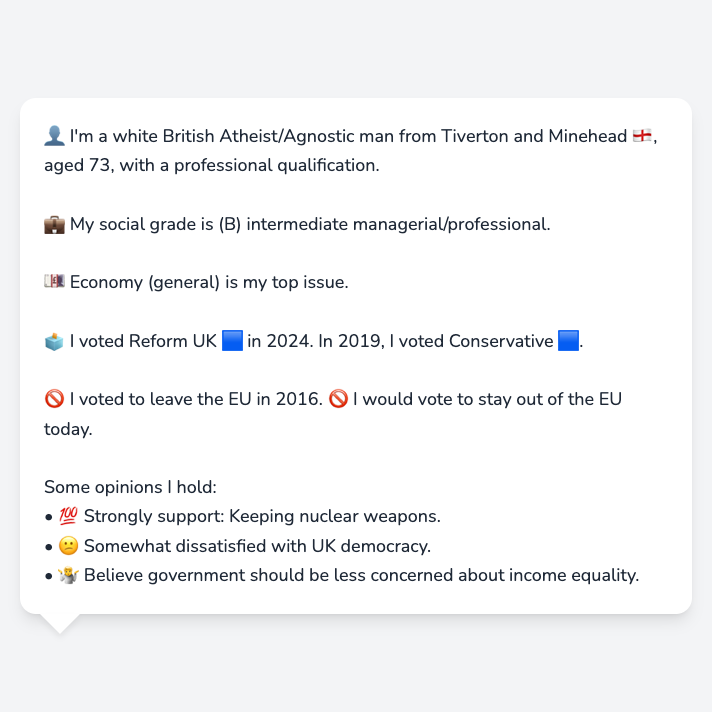 👤 I'm a white British Atheist/Agnostic man from Tiverton and Minehead 🏴󠁧󠁢󠁥󠁮󠁧󠁿,
aged 73, with a professional qualification.
💼 My social grade is (B) intermediate managerial/professional.
💷 Economy (general) is my top issue.
🗳️ I voted Reform UK 🟦 in 2024. In 2019, I voted Conservative 🟦.
🚫 I voted to leave the EU in 2016. 🚫 I would vote to stay out of the EU
today.
Some opinions I hold:
• 💯 Strongly support: Keeping nuclear weapons.
• 😕 Somewhat dissatisfied with UK democracy.
• 🤷 Believe government should be less concerned about income equality.